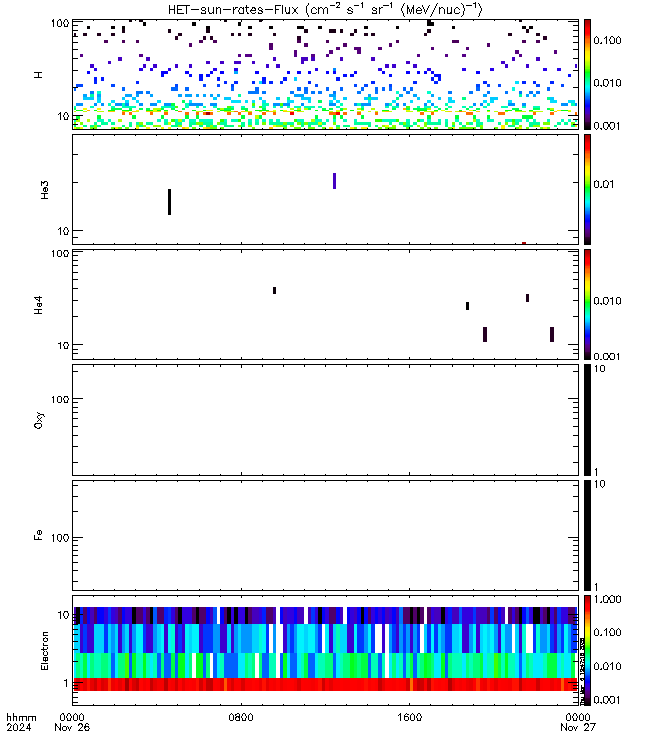 HET-sun-rates-Flux (cm⁻² s⁻¹ sr⁻¹ (MeV/nuc)⁻¹)
100
10
H
0.100
0.010
0.001
10
He3
0.01
100
10
He4
0.010
0.001
100
Oxy
10
1
100
Fe
10
1
10
1
Electron
1.000
0.100
0.010
0.001
hhmm
2024
0000
0800
1600
0000
Nov 26
Nov 27